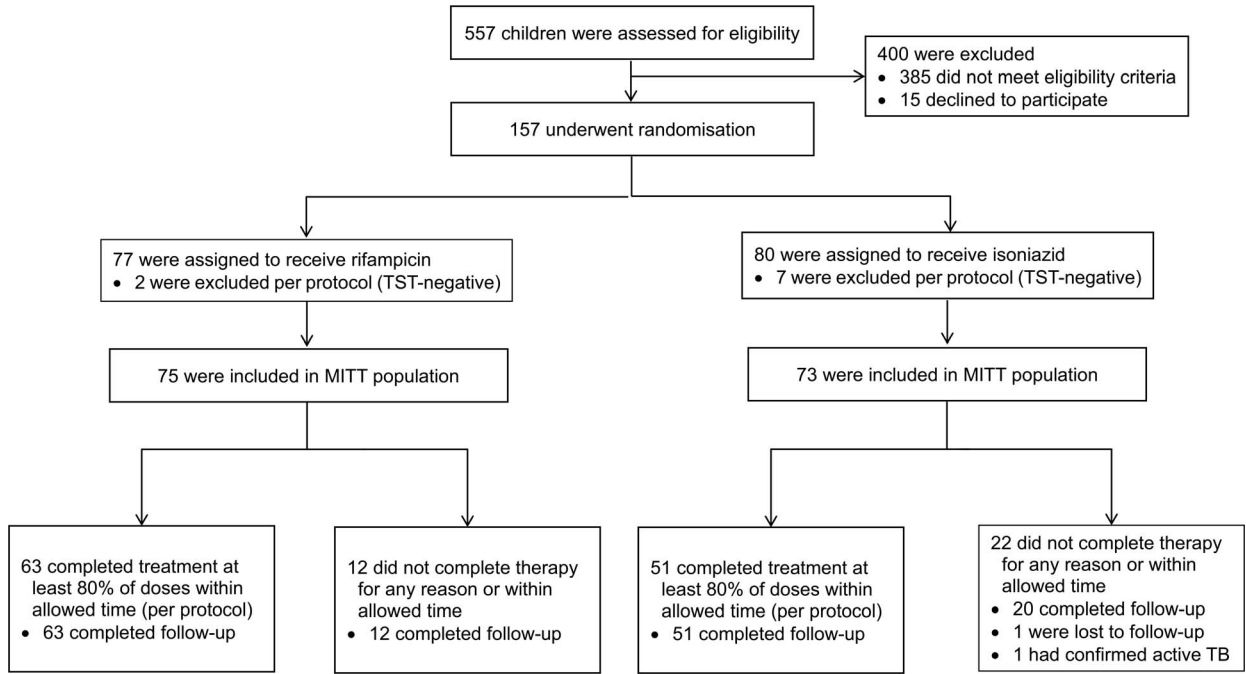 557 children were assessed for eligibility
400 were excluded
• 385 did not meet eligibility criteria
• 15 declined to participate
157 underwent randomisation
77 were assigned to receive rifampicin
• 2 were excluded per protocol (TST-negative)
80 were assigned to receive isoniazid
• 7 were excluded per protocol (TST-negative)
75 were included in MITT population
73 were included in MITT population
63 completed treatment at
least 80% of doses within
allowed time (per protocol)
• 63 completed follow-up
12 did not complete therapy
for any reason or within
allowed time
• 12 completed follow-up
51 completed treatment at
least 80% of doses within
allowed time (per protocol)
• 51 completed follow-up
22 did not complete therapy
for any reason or within
allowed time
• 20 completed follow-up
• 1 were lost to follow-up
• 1 had confirmed active TB